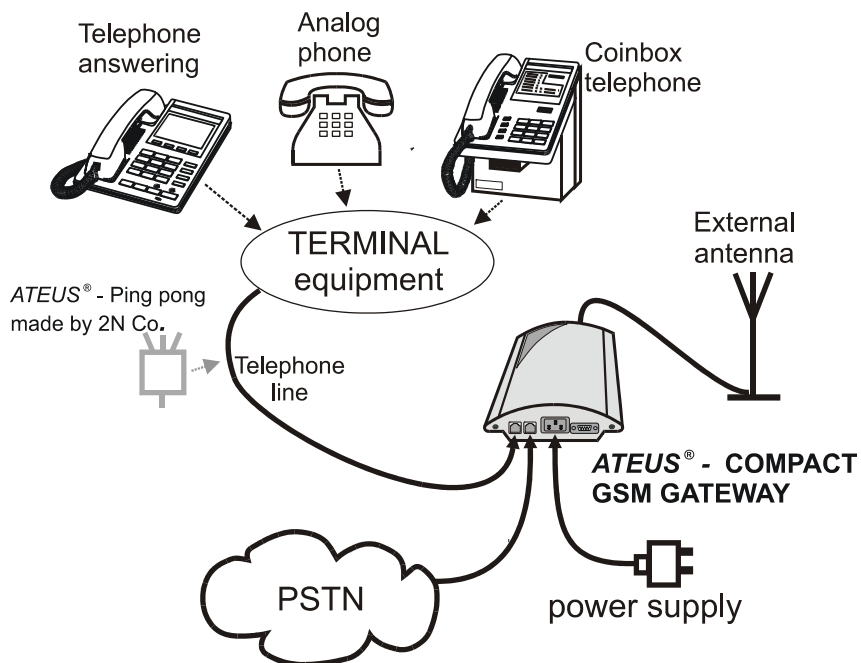 Telephone
answering
Analog
phone
Coinbox
telephone
TERMINAL
equipment
External
antenna
ATEUS® - Ping pong
made by 2N Co.
Telephone
line
ATEUS® - COMPACT
GSM GATEWAY
PSTN
power supply